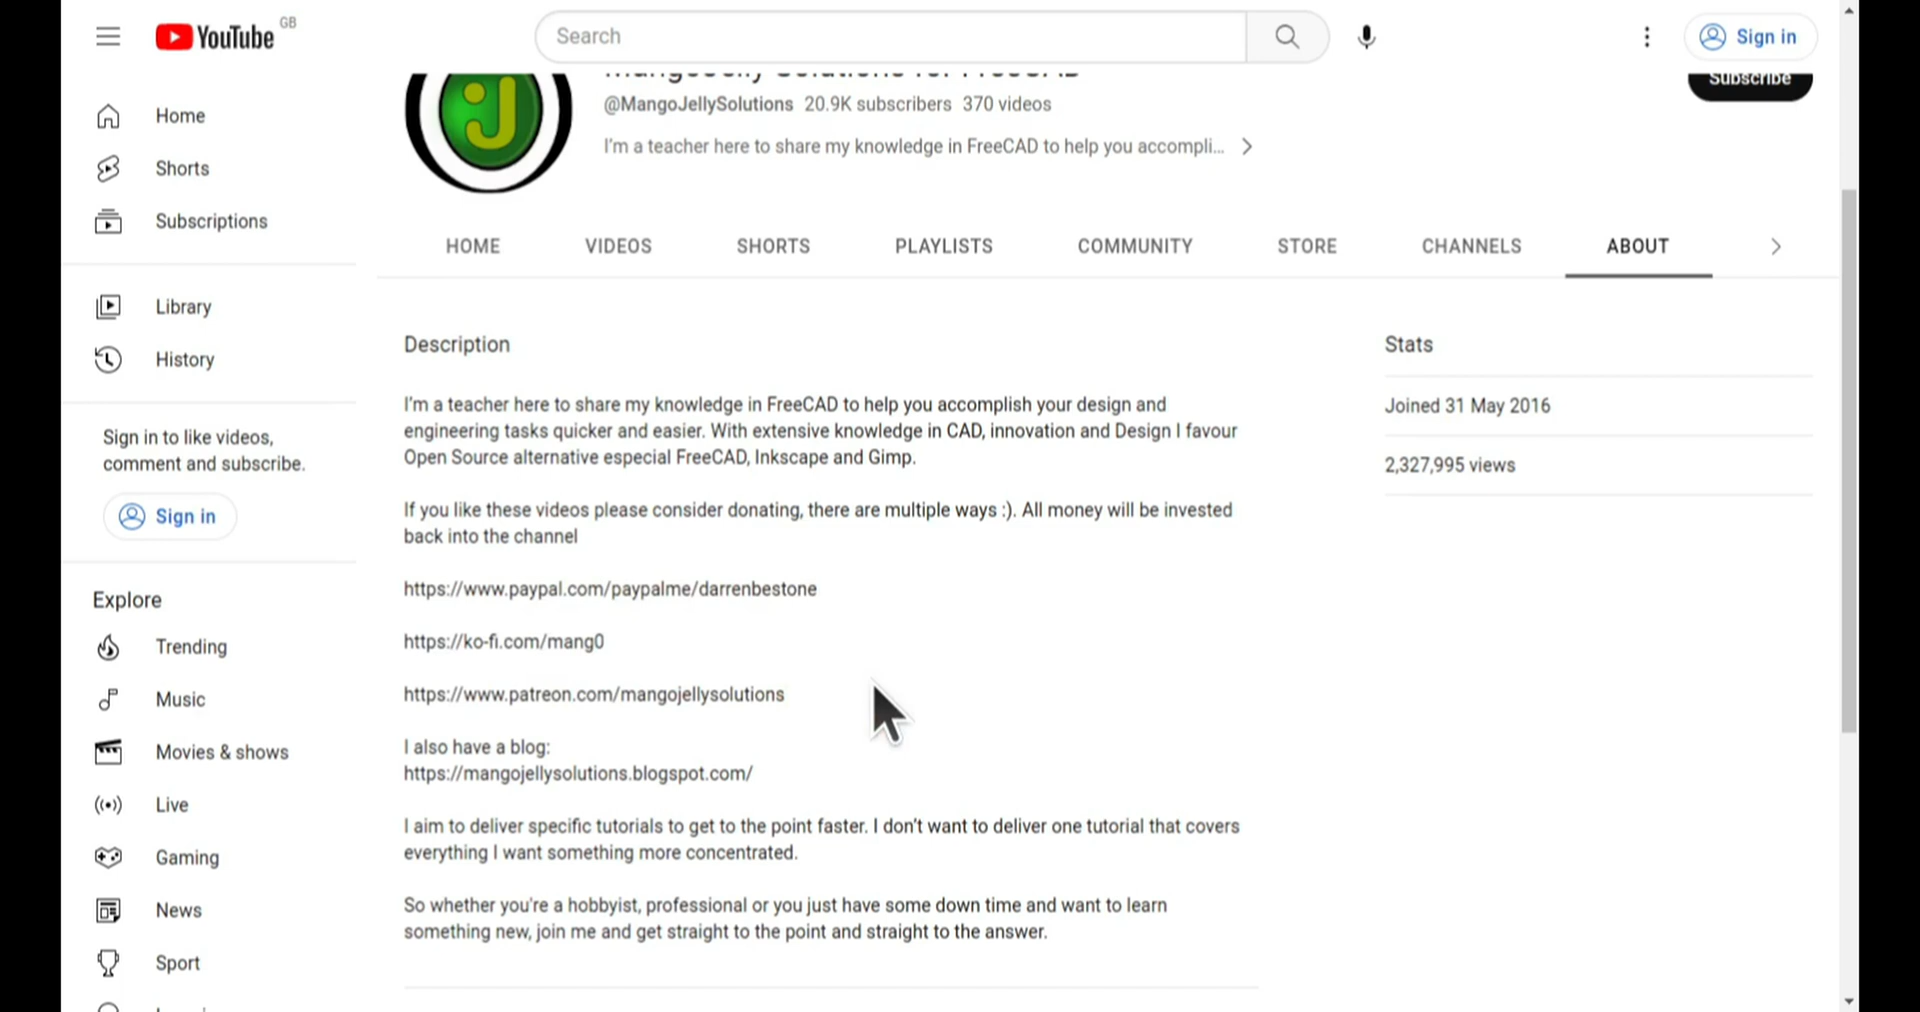 YouTube GB
Search
Sign in
MangoJelly Solutions for FreeCAD
Subscribe
@MangoJellySolutions 20.9K subscribers 370 videos
I'm a teacher here to share my knowledge in FreeCAD to help you accompli...
HOME VIDEOS SHORTS PLAYLISTS COMMUNITY STORE CHANNELS ABOUT
Home
Shorts
Subscriptions
Library
History
Sign in to like videos,
comment and subscribe.
Sign in
Explore
Trending
Music
Movies & shows
Live
Gaming
News
Sport
Description
I'm a teacher here to share my knowledge in FreeCAD to help you accomplish your design and
engineering tasks quicker and easier. With extensive knowledge in CAD, innovation and Design I favour
Open Source alternative especial FreeCAD, Inkscape and Gimp.
If you like these videos please consider donating, there are multiple ways :). All money will be invested
back into the channel
https://www.paypal.com/paypalme/darrenbestone
https://ko-fi.com/mang0
https://www.patreon.com/mangojellysolutions
I also have a blog:
https://mangojellysolutions.blogspot.com/
I aim to deliver specific tutorials to get to the point faster. I don't want to deliver one tutorial that covers
everything I want something more concentrated.
So whether you're a hobbyist, professional or you just have some down time and want to learn
something new, join me and get straight to the point and straight to the answer.
Stats
Joined 31 May 2016
2,327,995 views